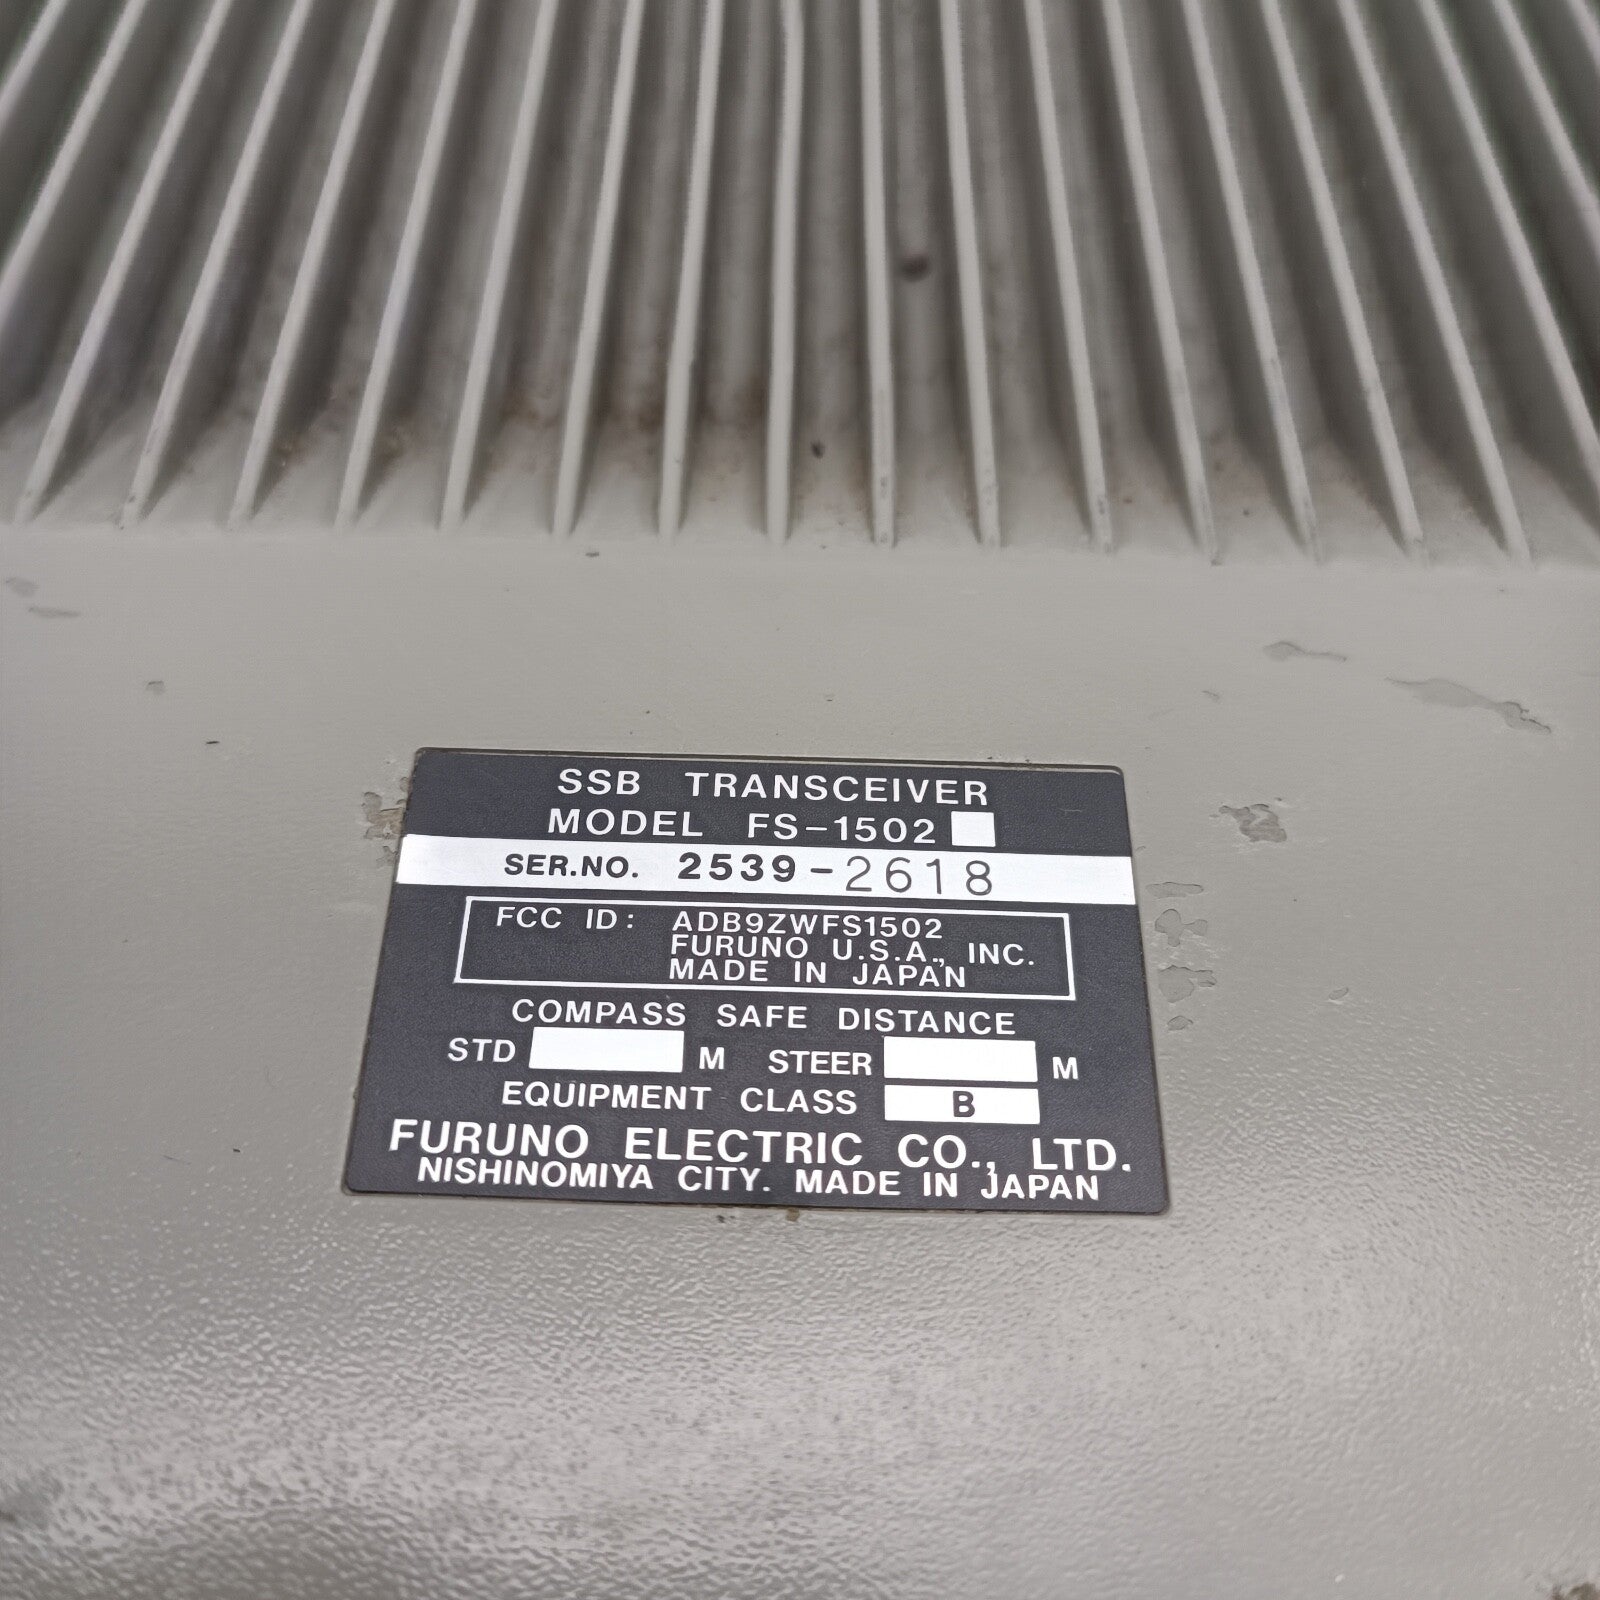 SSB TRANSCEIVER
MODEL FS-1502
SER.NO. 2539-2618
FCC ID: ADB9ZWFS1502
FURUNO U.S.A., INC.
MADE IN JAPAN
COMPASS SAFE DISTANCE
STD M STEER M
EQUIPMENT CLASS B
FURUNO ELECTRIC CO., LTD.
NISHINOMIYA CITY. MADE IN JAPAN